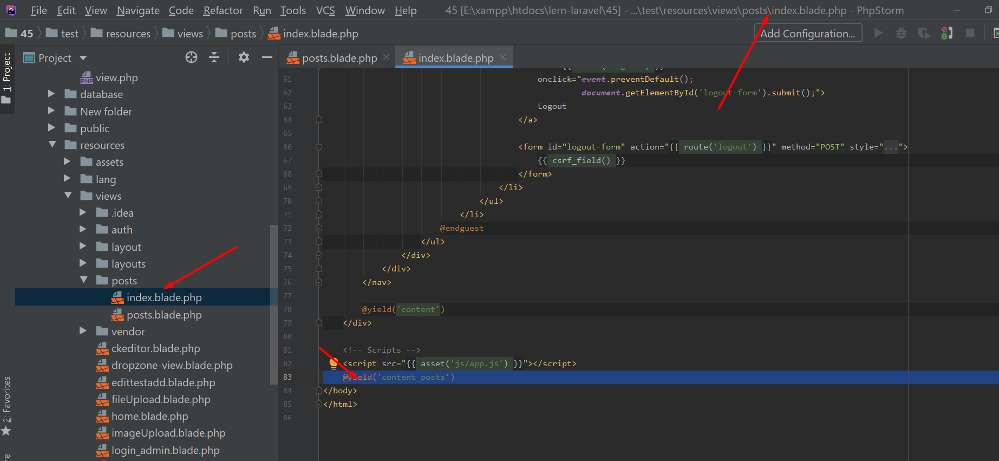 PS File Edit View Navigate Code Refactor Run Tools VCS Window Help 45 [E:\xampp\htdocs\lern-laravel\45] - ...\test\resources\views\posts\index.blade.php - PhpStorm
45 test resources views posts index.blade.php Add Configuration...
1: Project
2: Favorites
Project
view.php
PHP
database
New folder
public
resources
assets
lang
views
.idea
auth
layout
layouts
posts
index.blade.php
posts.blade.php
vendor
ckeditor.blade.php
dropzone-view.blade.php
edittestadd.blade.php
fileUpload.blade.php
home.blade.php
imageUpload.blade.php
login_admin.blade.php
posts.blade.php index.blade.php
61 onclick="event.preventDefault();
62 document.getElementById('logout-form').submit();">
63 Logout
64 </a>
65
66 <form id="logout-form" action="{{ route('logout') }}" method="POST" style="...">
67 {{ csrf_field() }}
68 </form>
69 </li>
70 </ul>
71 </li>
72 @endguest
73 </ul>
74 </div>
75 </div>
76 </nav>
77
78 @yield('content')
79 </div>
80
81 <!-- Scripts -->
82 <script src="{{ asset('js/app.js') }}"></script>
83 @yield('content_posts')
84 </body>
85 </html>
86